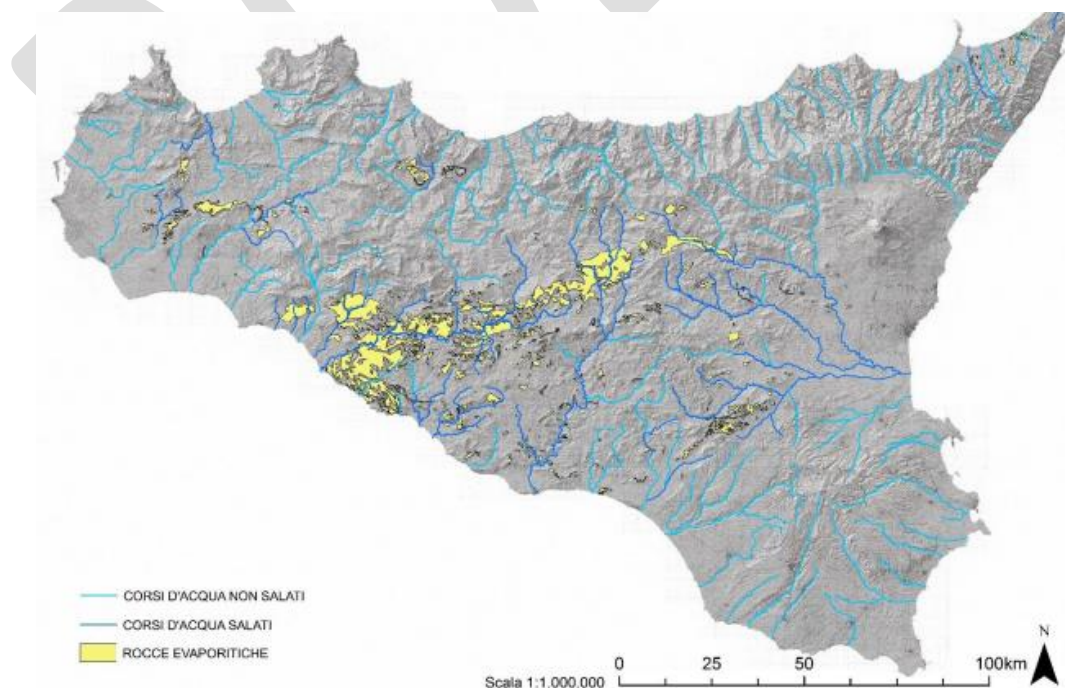 CORSI D'ACQUA NON SALATI
CORSI D'ACQUA SALATI
ROCCE EVAPORITICHE
N
0 25 50 100km
Scala 1:1.000.000